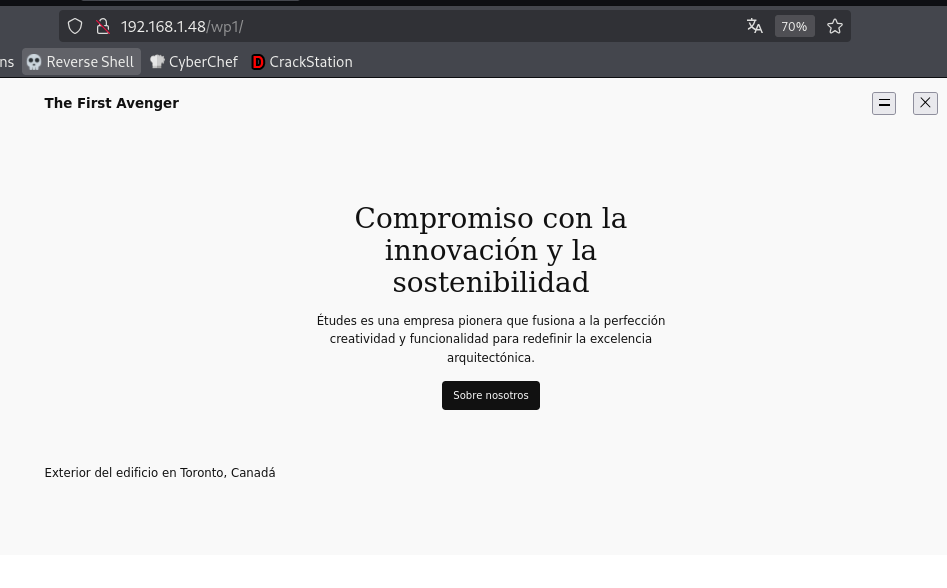 192.168.1.48/wp1/
70%
ns Reverse Shell CyberChef CrackStation
The First Avenger
Compromiso con la
innovación y la
sostenibilidad
Études es una empresa pionera que fusiona a la perfección
creatividad y funcionalidad para redefinir la excelencia
arquitectónica.
Sobre nosotros
Exterior del edificio en Toronto, Canadá